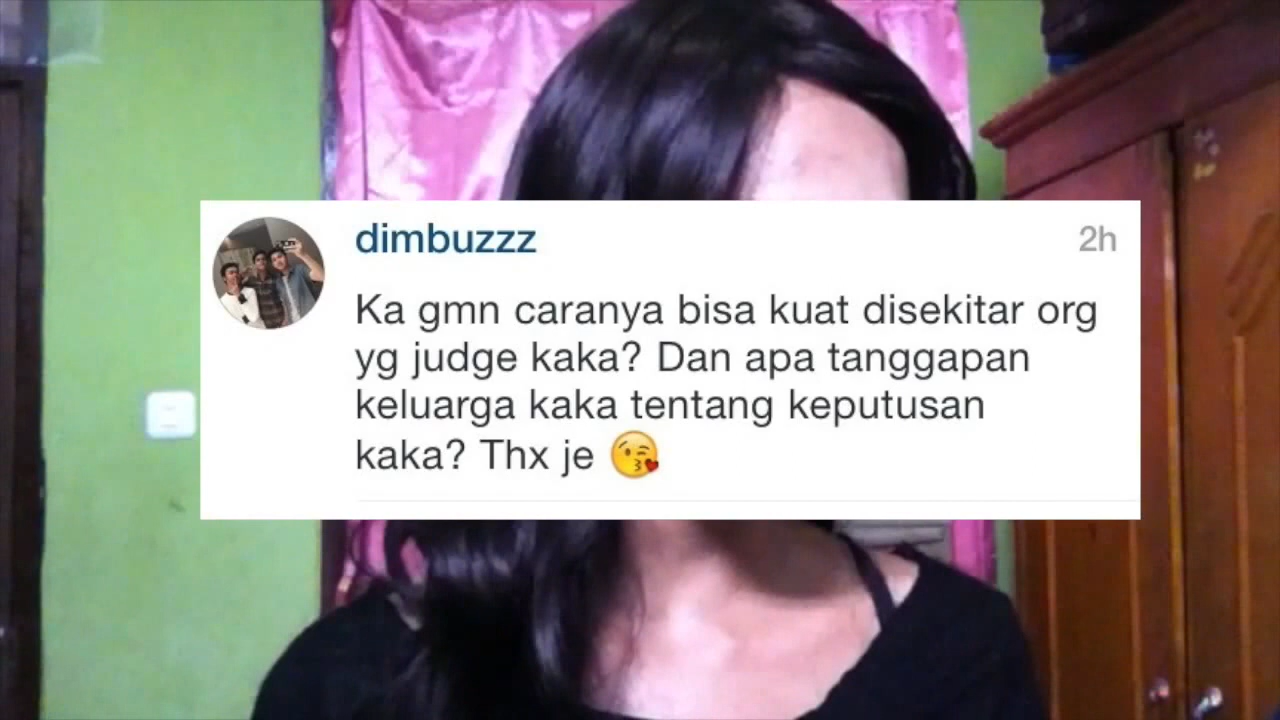 dimbuzzz
2h
Ka gmn caranya bisa kuat disekitar org
yg judge kaka? Dan apa tanggapan
keluarga kaka tentang keputusan
kaka? Thx je 😘